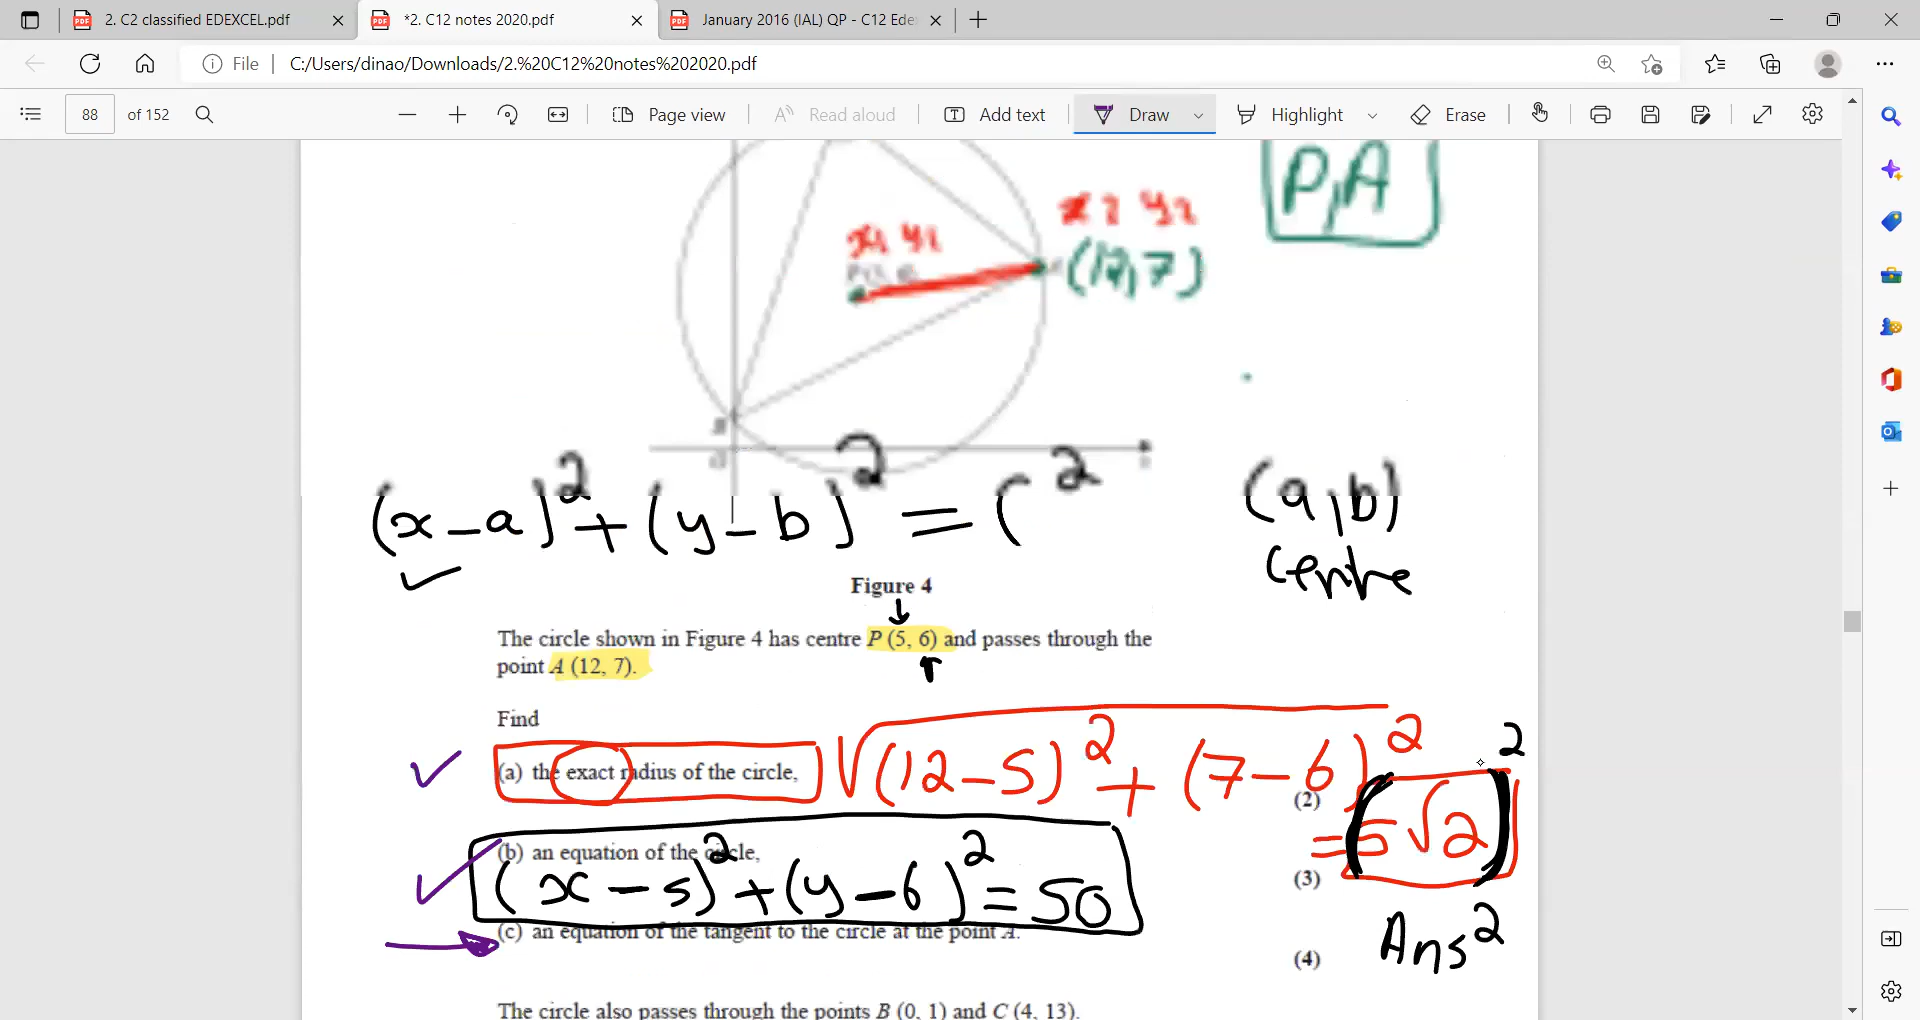 2. C2 classified EDEXCEL.pdf
*2. C12 notes 2020.pdf
January 2016 (IAL) QP - C12 Ede
File
C:/Users/dinao/Downloads/2.%20C12%20notes%202020.pdf
88 of 152
Page view
Read aloud
Add text
Draw
Highlight
Erase
P,A
x2 y2
x1 y1
(12,7)
(x-a)²+(y-b)² = r²
(a,b)
centre
Figure 4
The circle shown in Figure 4 has centre P (5, 6) and passes through the
point A (12, 7).
Find
√(12-5)²+(7-6)²
(a) the exact radius of the circle,
(2)
=(5√2)²
(b) an equation of the circle,
(x-5)²+(y-6)²=50
(3)
(c) an equation of the tangent to the circle at the point A.
Ans²
(4)
The circle also passes through the points B (0, 1) and C (4, 13).